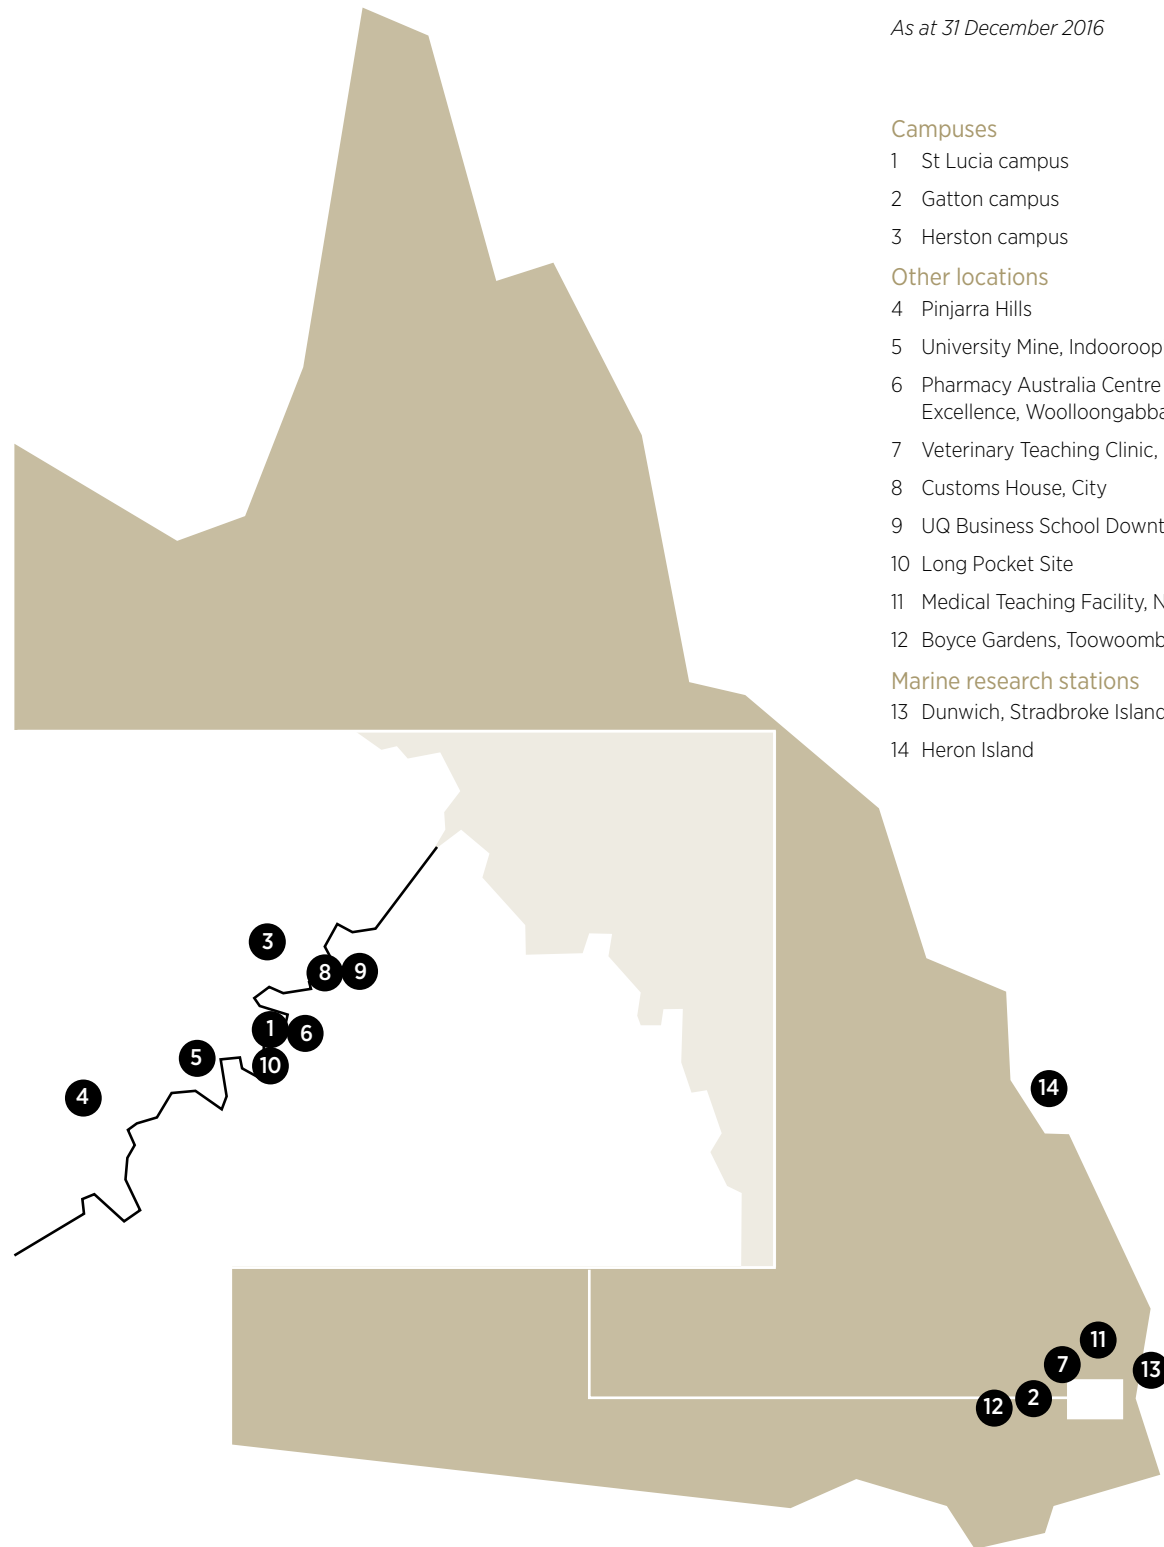 As at 31 December 2016
Campuses
1 St Lucia campus
2 Gatton campus
3 Herston campus
Other locations
4 Pinjarra Hills
5 University Mine, Indooroop
6 Pharmacy Australia Centre
Excellence, Woolloongabba
7 Veterinary Teaching Clinic,
8 Customs House, City
9 UQ Business School Downt
10 Long Pocket Site
11 Medical Teaching Facility, N
12 Boyce Gardens, Toowoomb
Marine research stations
13 Dunwich, Stradbroke Island
14 Heron Island
3
8 9
1 6
5 10
4
14
11
7 13
12 2